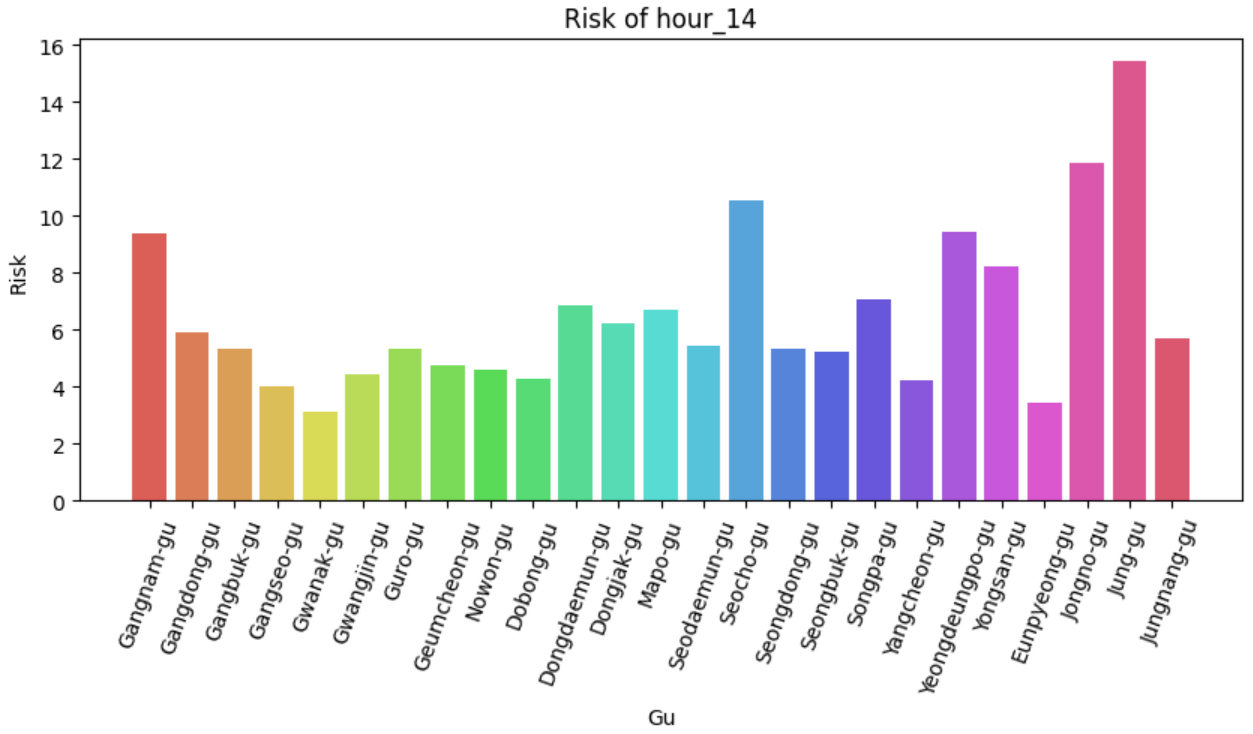 Risk of hour_14
16
14
12
10
8
6
4
2
0
Risk
Gangnam-gu
Gangdong-gu
Gangbuk-gu
Gangseo-gu
Gwanak-gu
Gwangjin-gu
Guro-gu
Geumcheon-gu
Nowon-gu
Dobong-gu
Dongdaemun-gu
Dongjak-gu
Mapo-gu
Seodaemun-gu
Seocho-gu
Seongdong-gu
Seongbuk-gu
Songpa-gu
Yangcheon-gu
Yeongdeungpo-gu
Yongsan-gu
Eunpyeong-gu
Jongno-gu
Jung-gu
Jungnang-gu
Gu